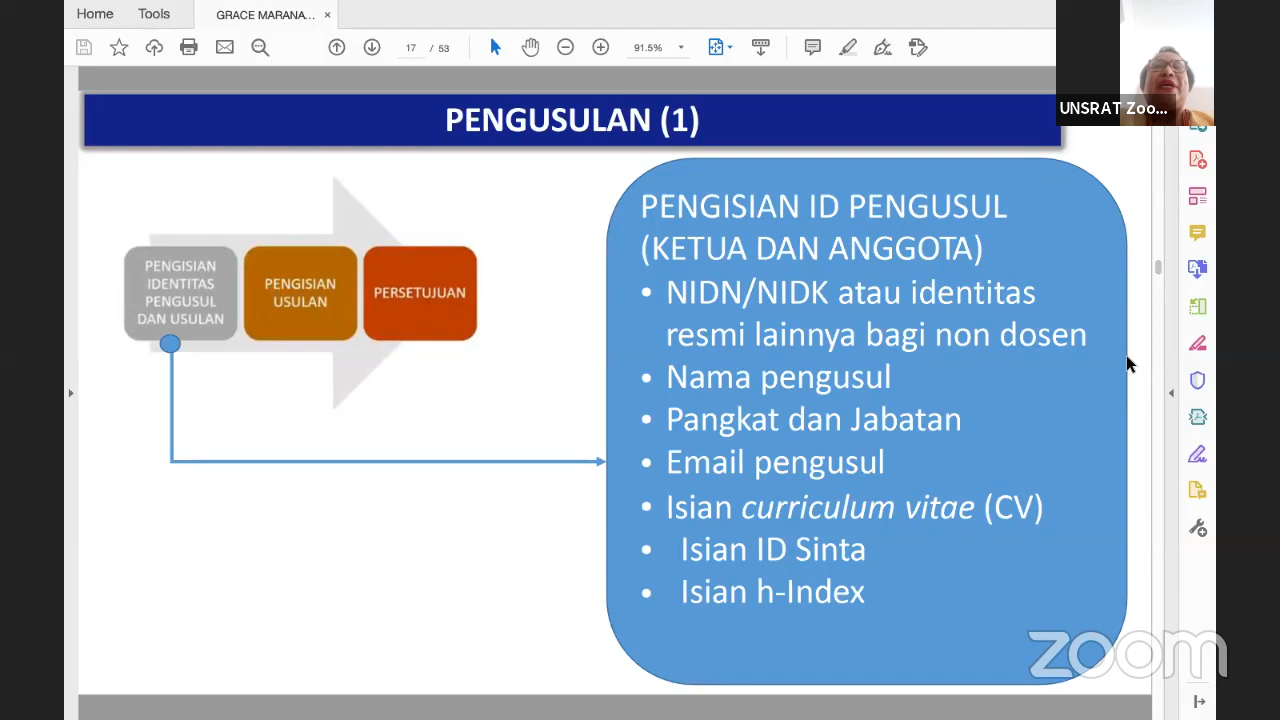 Home Tools GRACE MARANA... ×
17 / 53 91.5%
UNSRAT Zoo...
PENGUSULAN (1)
PENGISIAN
IDENTITAS
PENGUSUL
DAN USULAN
PENGISIAN
USULAN
PERSETUJUAN
PENGISIAN ID PENGUSUL
(KETUA DAN ANGGOTA)
• NIDN/NIDK atau identitas
resmi lainnya bagi non dosen
• Nama pengusul
• Pangkat dan Jabatan
• Email pengusul
• Isian curriculum vitae (CV)
• Isian ID Sinta
• Isian h-Index
zoom